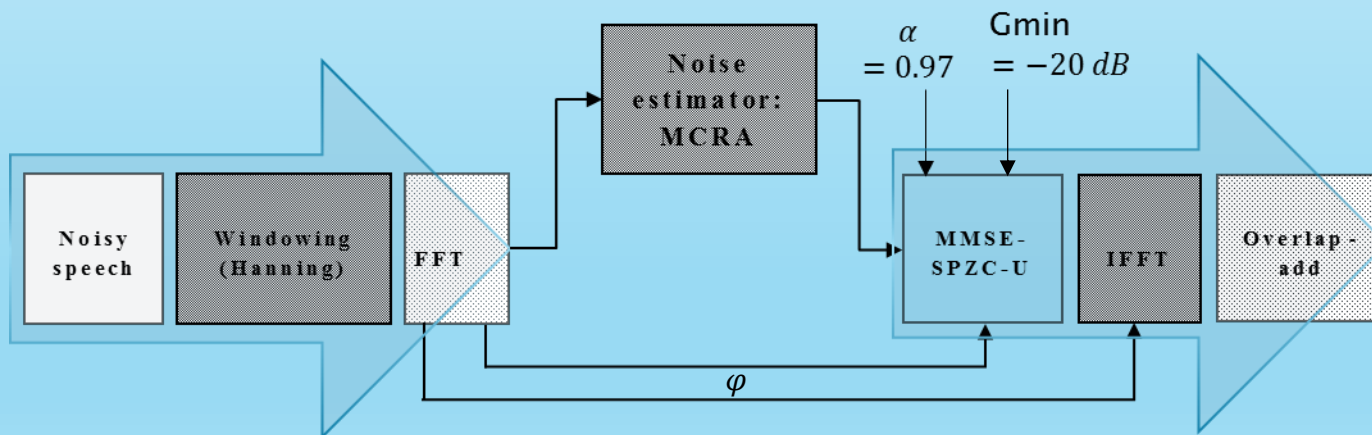 Noisy
speech
Windowing
(Hanning)
FFT
Noise
estimator:
MCRA
α
= 0.97
Gmin
= −20 dB
MMSE-
SPZC-U
IFFT
Overlap -
add
φ